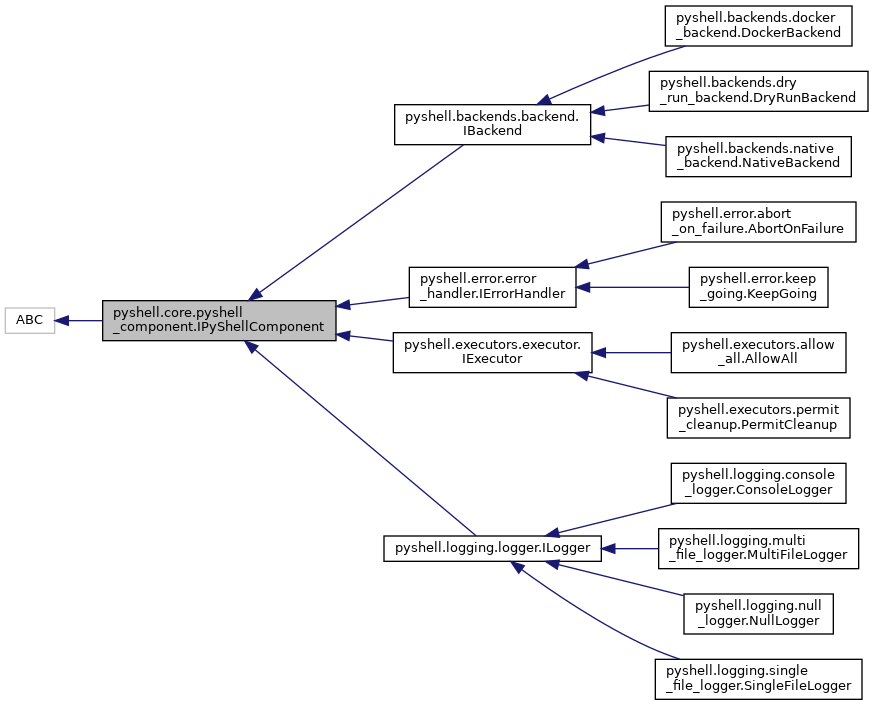 ABC
pyshell.core.pyshell
_component.IPyShellComponent
pyshell.backends.backend.
IBackend
pyshell.error.error
_handler.IErrorHandler
pyshell.executors.executor.
IExecutor
pyshell.logging.logger.ILogger
pyshell.backends.docker
_backend.DockerBackend
pyshell.backends.dry
_run_backend.DryRunBackend
pyshell.backends.native
_backend.NativeBackend
pyshell.error.abort
_on_failure.AbortOnFailure
pyshell.error.keep
_going.KeepGoing
pyshell.executors.allow
_all.AllowAll
pyshell.executors.permit
_cleanup.PermitCleanup
pyshell.logging.console
_logger.ConsoleLogger
pyshell.logging.multi
_file_logger.MultiFileLogger
pyshell.logging.null
_logger.NullLogger
pyshell.logging.single
_file_logger.SingleFileLogger